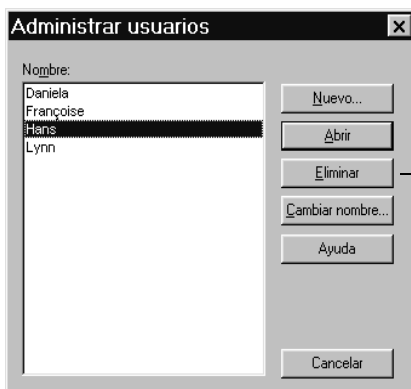 Administrar usuarios
Nombre:
Daniela
Françoise
Hans
Lynn
Nuevo...
Abrir
Eliminar
Cambiar nombre...
Ayuda
Cancelar